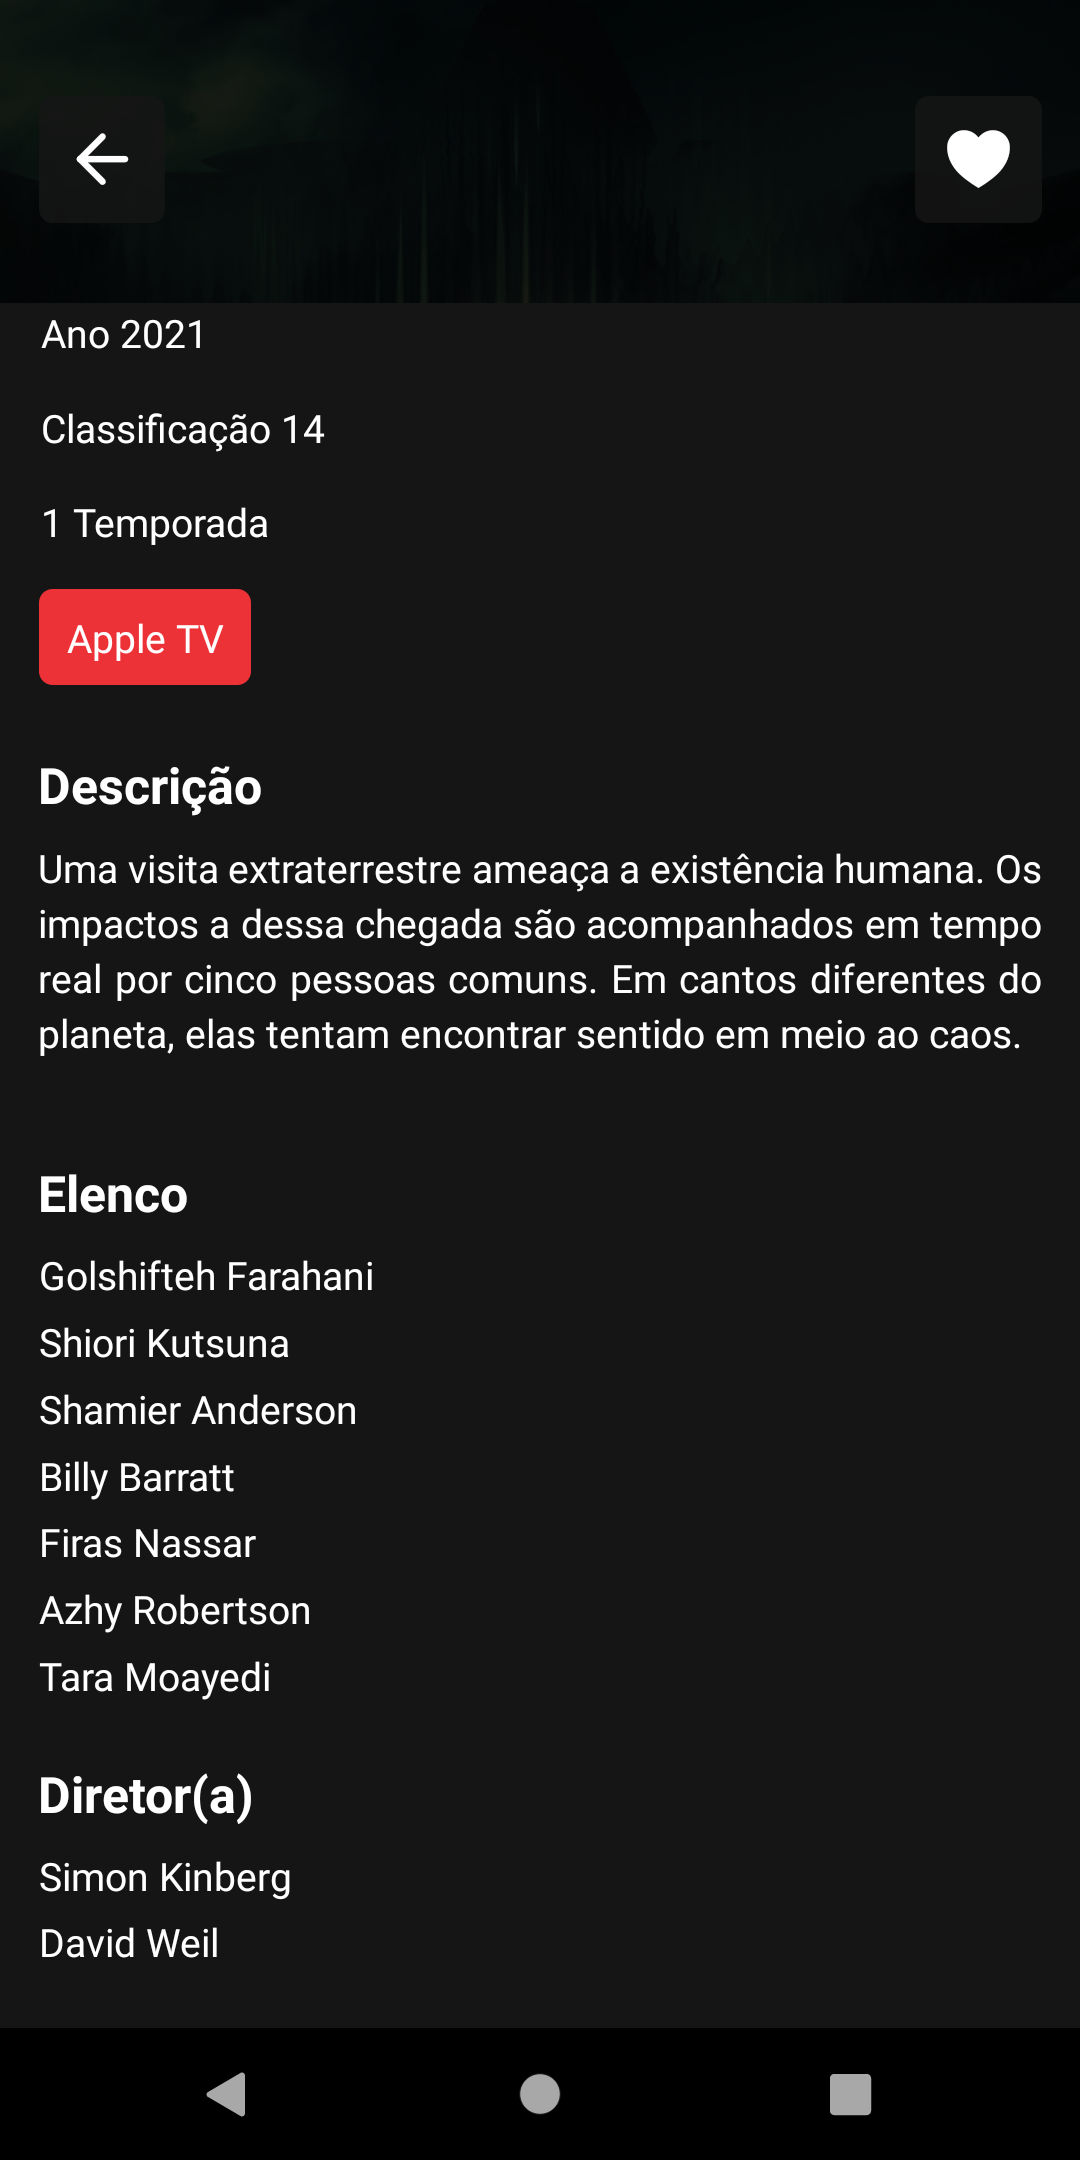 Ano 2021
Classificação 14
1 Temporada
Apple TV
Descrição
Uma visita extraterrestre ameaça a existência humana. Os
impactos a dessa chegada são acompanhados em tempo
real por cinco pessoas comuns. Em cantos diferentes do
planeta, elas tentam encontrar sentido em meio ao caos.
Elenco
Golshifteh Farahani
Shiori Kutsuna
Shamier Anderson
Billy Barratt
Firas Nassar
Azhy Robertson
Tara Moayedi
Diretor(a)
Simon Kinberg
David Weil